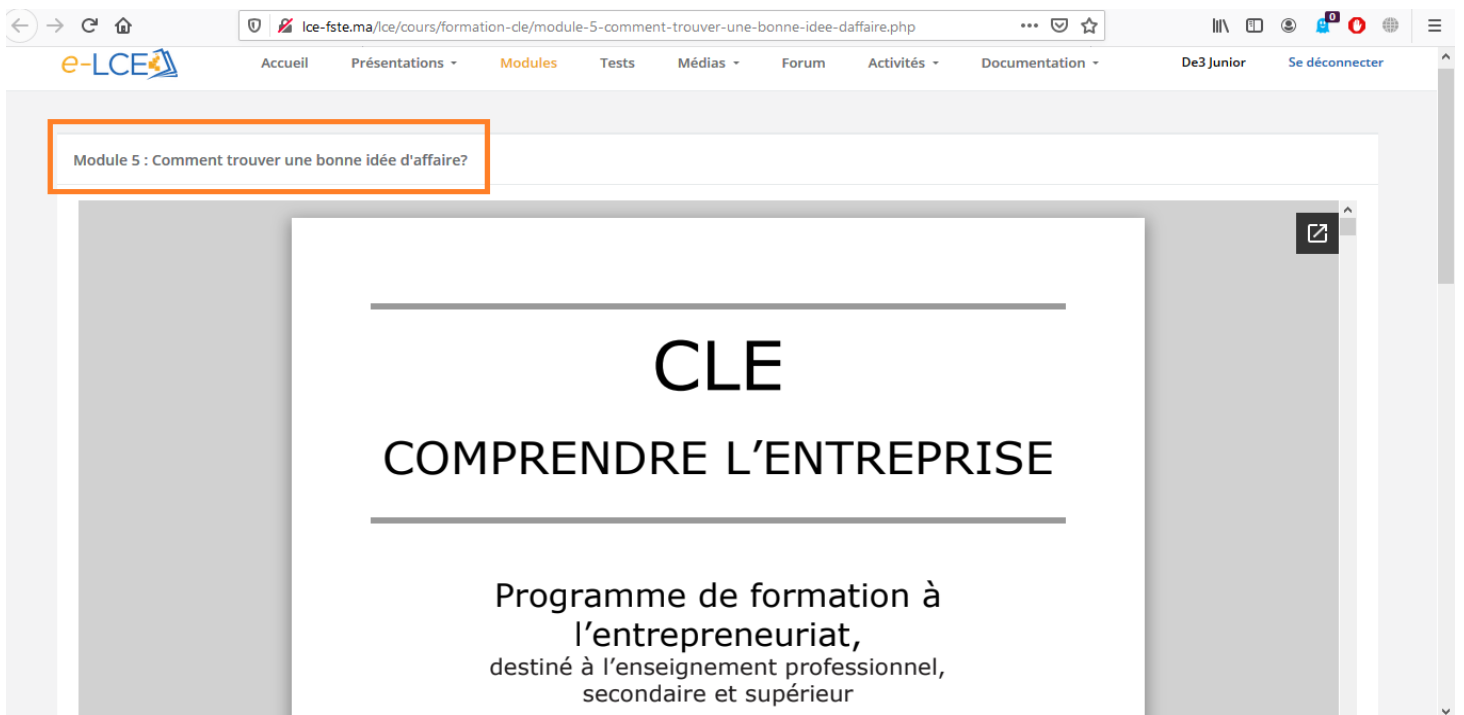 lce-fste.ma/lce/cours/formation-cle/module-5-comment-trouver-une-bonne-idee-daffaire.php
0
e-LCE
Accueil Présentations Modules Tests Médias Forum Activités Documentation De3 Junior Se déconnecter
Module 5 : Comment trouver une bonne idée d'affaire?
CLE
COMPRENDRE L’ENTREPRISE
Programme de formation à
l’entrepreneuriat,
destiné à l’enseignement professionnel,
secondaire et supérieur